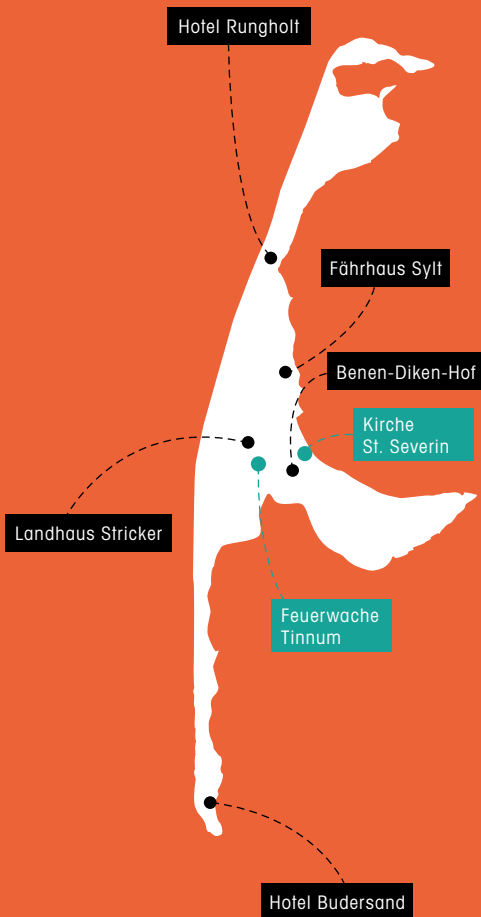 Hotel Rungholt
Fährhaus Sylt
Benen-Diken-Hof
Kirche
St. Severin
Landhaus Stricker
Feuerwache
Tinnum
Hotel Budersand